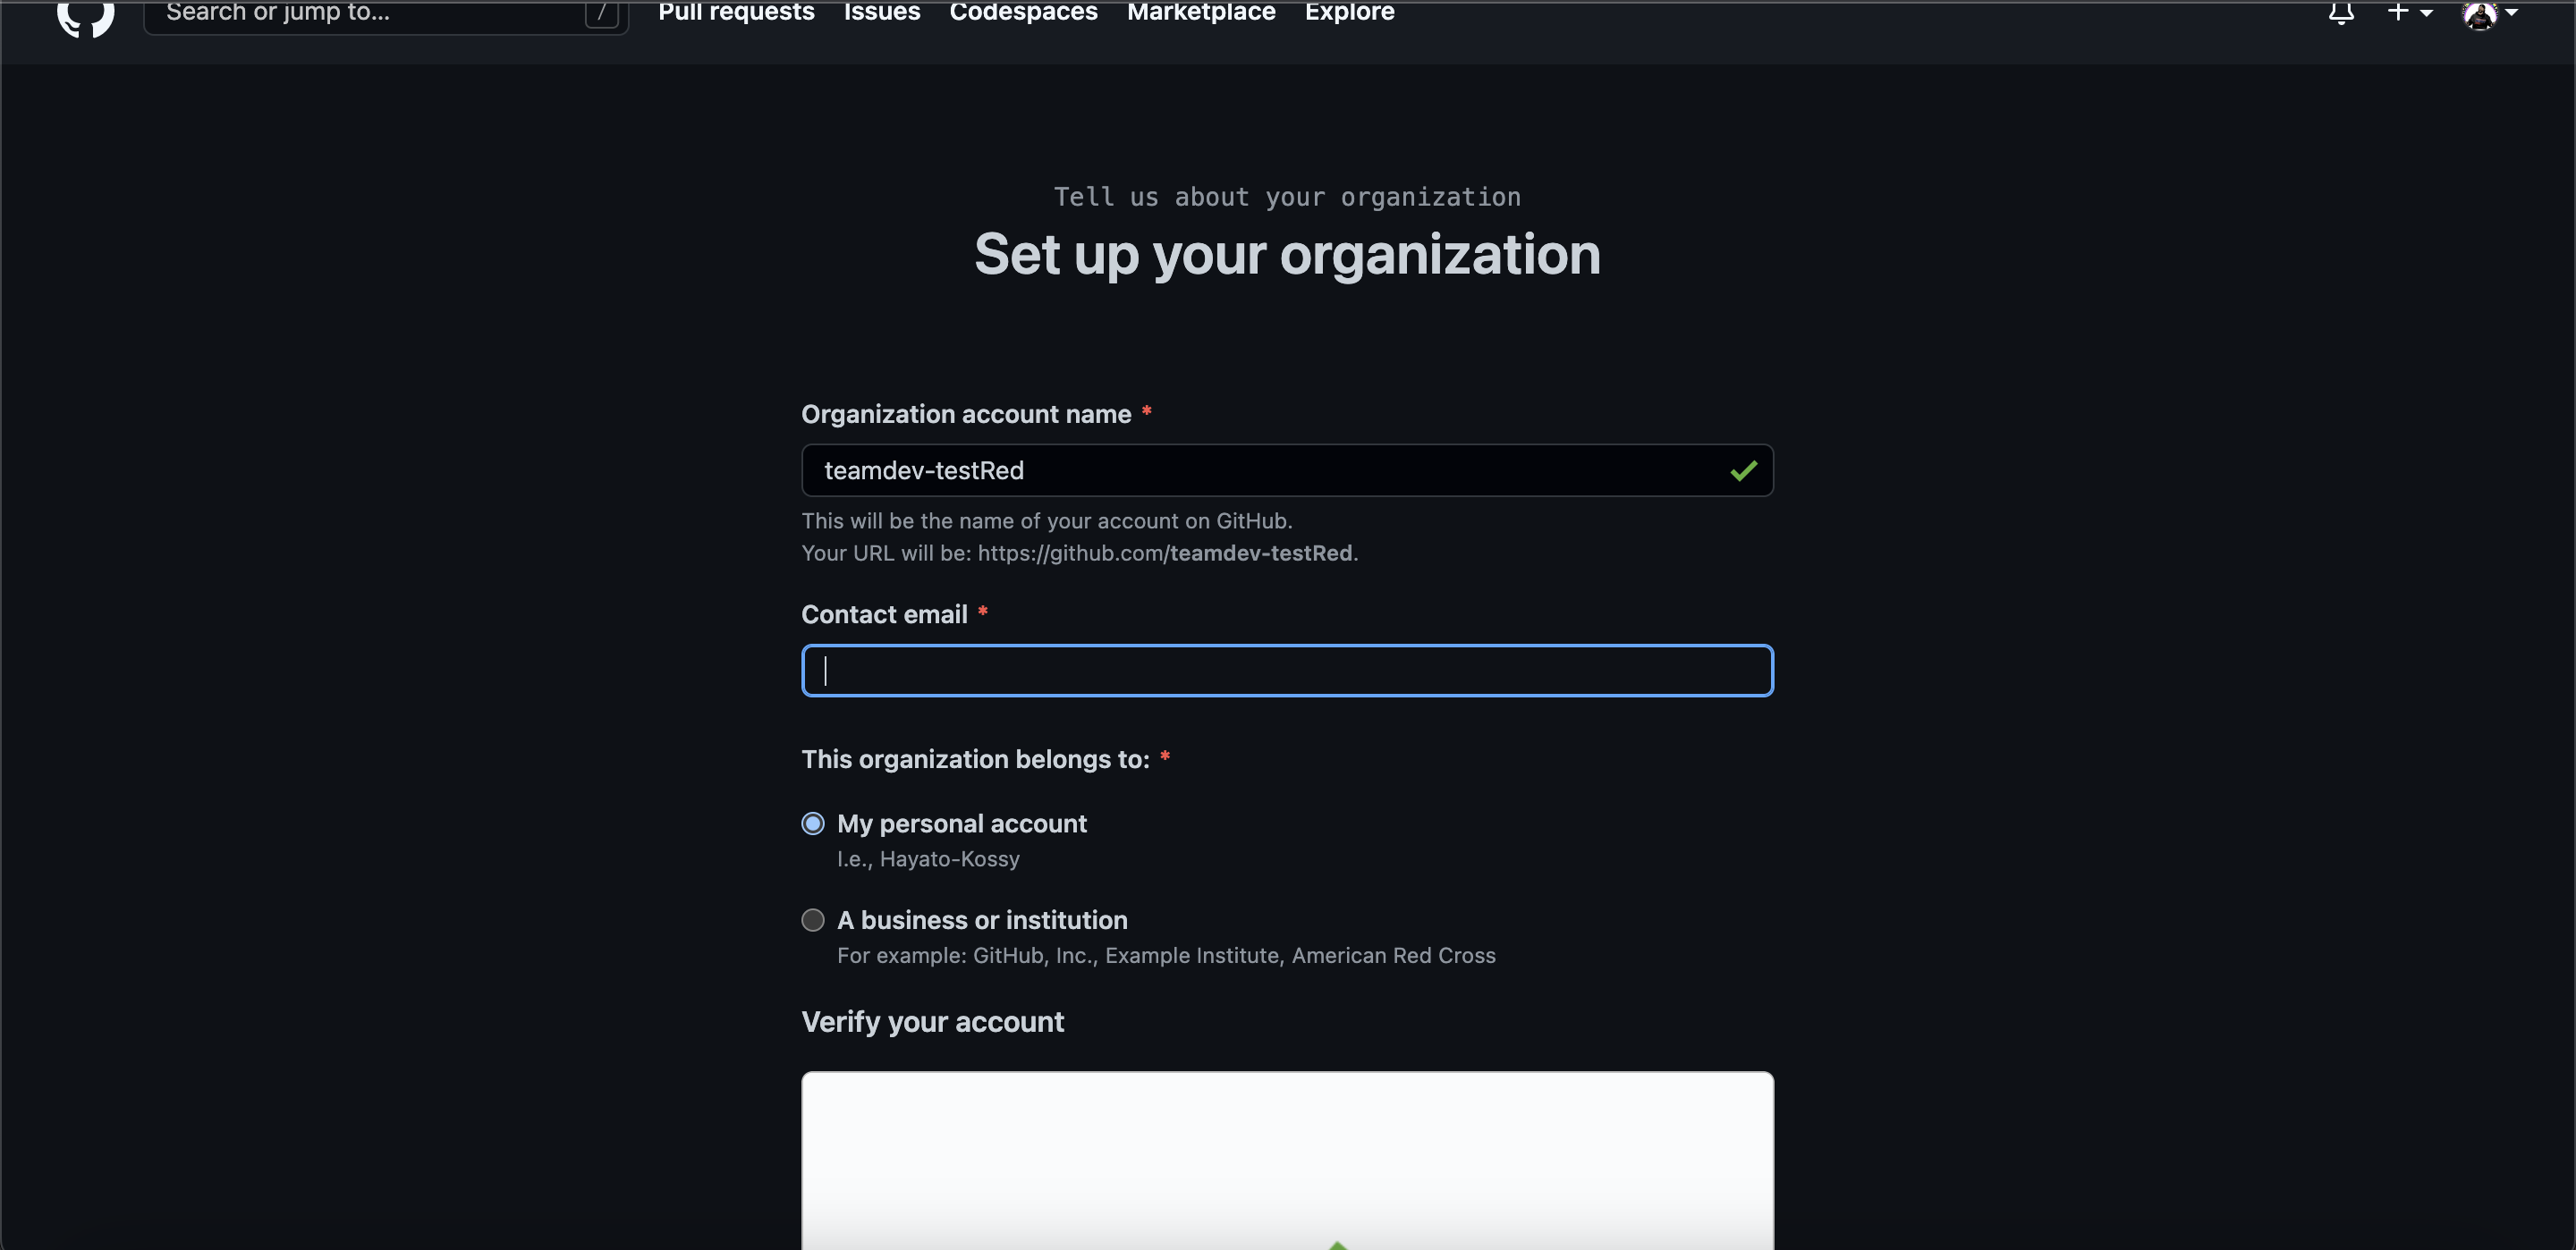 Search or jump to... /
Pull requests Issues Codespaces Marketplace Explore
Tell us about your organization
Set up your organization
Organization account name *
teamdev-testRed
This will be the name of your account on GitHub.
Your URL will be: https://github.com/teamdev-testRed.
Contact email *
This organization belongs to: *
My personal account
I.e., Hayato-Kossy
A business or institution
For example: GitHub, Inc., Example Institute, American Red Cross
Verify your account